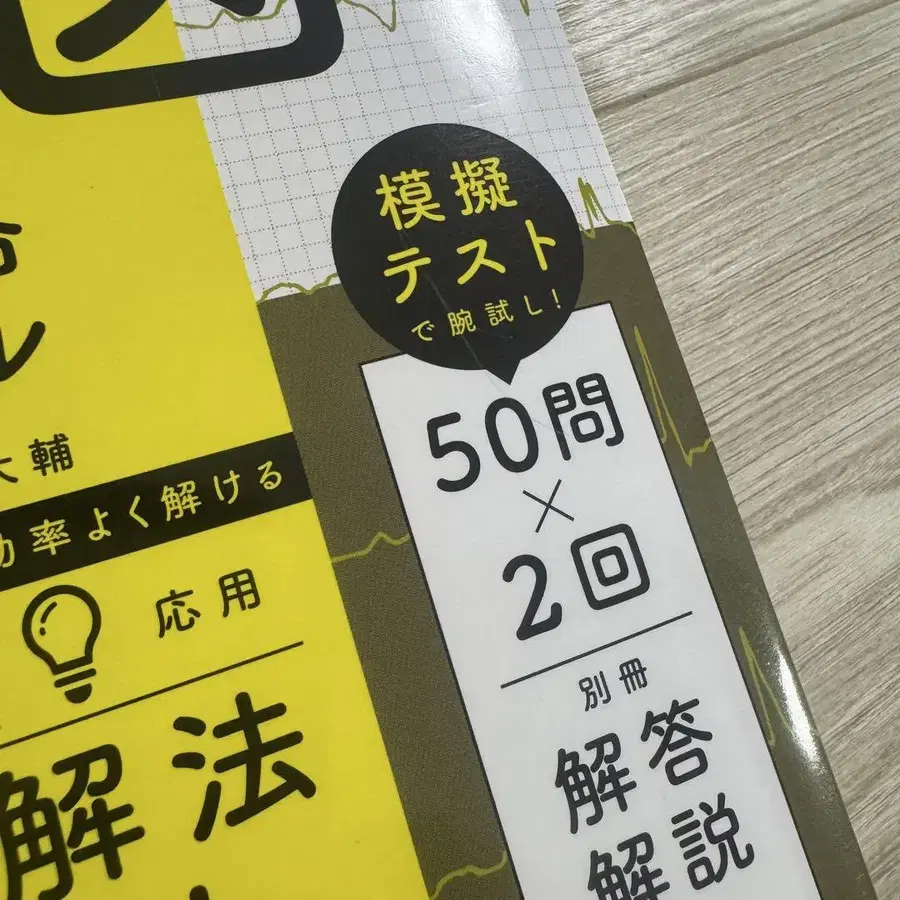 模擬
テスト
で腕試し!
50問
×
2回
別冊
解答
解説
ル
大輔
効率よく解ける
応用
解法